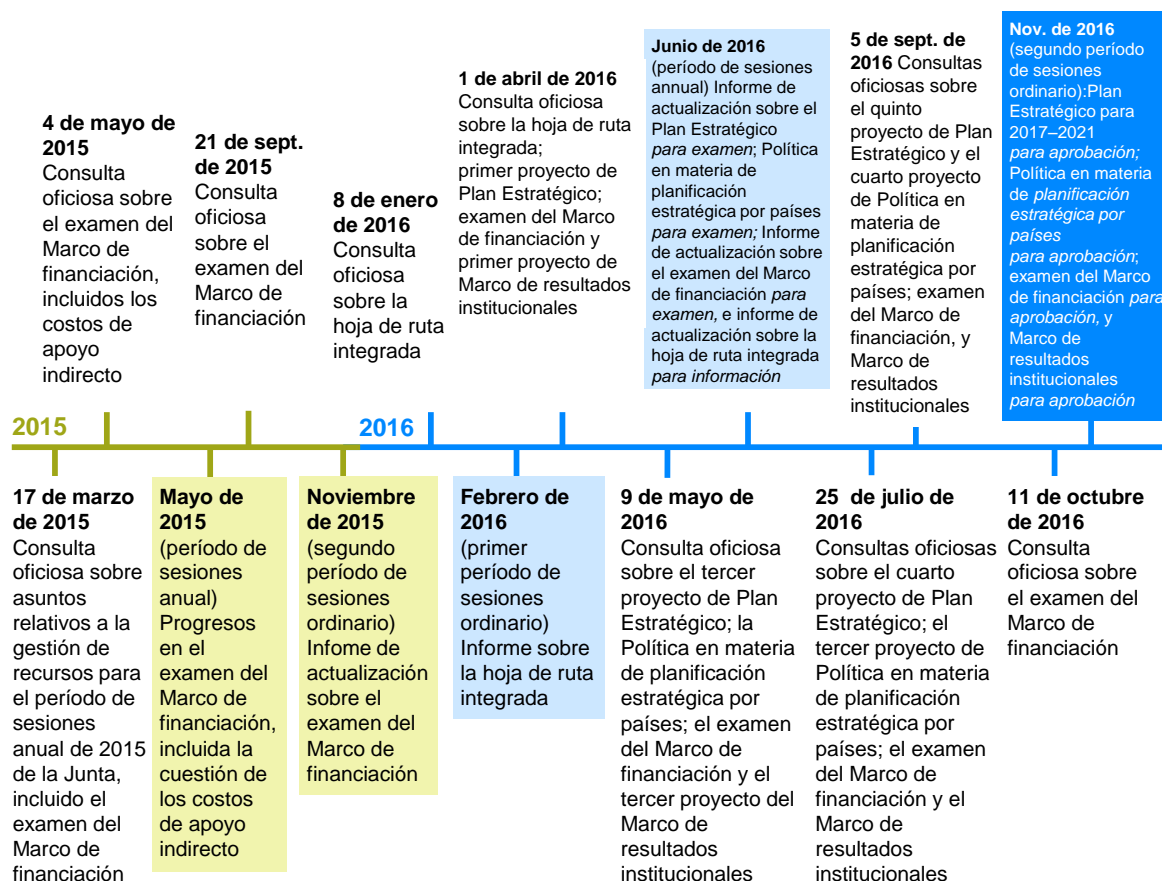 4 de mayo de
2015
Consulta
oficiosa sobre
el examen del
Marco de
financiación,
incluidos los
costos de
apoyo
indirecto
21 de sept.
de 2015
Consulta
oficiosa
sobre el
examen del
Marco de
financiación
8 de enero
de 2016
Consulta
oficiosa
sobre la
hoja de ruta
integrada
1 de abril de 2016
Consulta oficiosa
sobre la hoja de ruta
integrada;
primer proyecto de
Plan Estratégico;
examen del Marco
de financiación y
primer proyecto de
Marco de resultados
institucionales
Junio de 2016
(período de sesiones
annual) Informe de
actualización sobre el
Plan Estratégico
para examen; Política
en materia de
planificación
estratégica por países
para examen; Informe
de actualización sobre
el examen del Marco
de financiación para
examen, e informe de
actualización sobre la
hoja de ruta integrada
para información
5 de sept. de
2016 Consultas
oficiosas sobre
el quinto
proyecto de Plan
Estratégico y el
cuarto proyecto
de Política en
materia de
planificación
estratégica por
países; examen
del Marco de
financiación, y
Marco de
resultados
institucionales
Nov. de 2016
(segundo período
de sesiones
ordinario):Plan
Estratégico para
2017–2021
para aprobación;
Política en materia
de planificación
estratégica por
países
para aprobación;
examen del Marco
de financiación para
aprobación, y
Marco de
resultados
institucionales
para aprobación
2015
2016
17 de marzo
de 2015
Consulta
oficiosa sobre
asuntos
relativos a la
gestión de
recursos para
el período de
sesiones
anual de 2015
de la Junta,
incluido el
examen del
Marco de
financiación
Mayo de
2015
(período de
sesiones
anual)
Progresos
en el
examen del
Marco de
financiación,
incluida la
cuestión de
los costos
de apoyo
indirecto
Noviembre
de 2015
(segundo
período de
sesiones
ordinario)
Infome de
actualización
sobre el
examen del
Marco de
financiación
Febrero de
2016
(primer
período de
sesiones
ordinario)
Informe sobre
la hoja de ruta
integrada
9 de mayo de
2016
Consulta oficiosa
sobre el tercer
proyecto de Plan
Estratégico; la
Política en materia
de planificación
estratégica por
países; el examen
del Marco de
financiación y el
tercer proyecto del
Marco de
resultados
institucionales
25 de julio de
2016
Consultas oficiosas
sobre el cuarto
proyecto de Plan
Estratégico; el
tercer proyecto de
Política en materia
de planificación
estratégica por
países; el examen
del Marco de
financiación y el
Marco de
resultados
institucionales
11 de octubre
de 2016
Consulta
oficiosa sobre
el examen del
Marco de
financiación